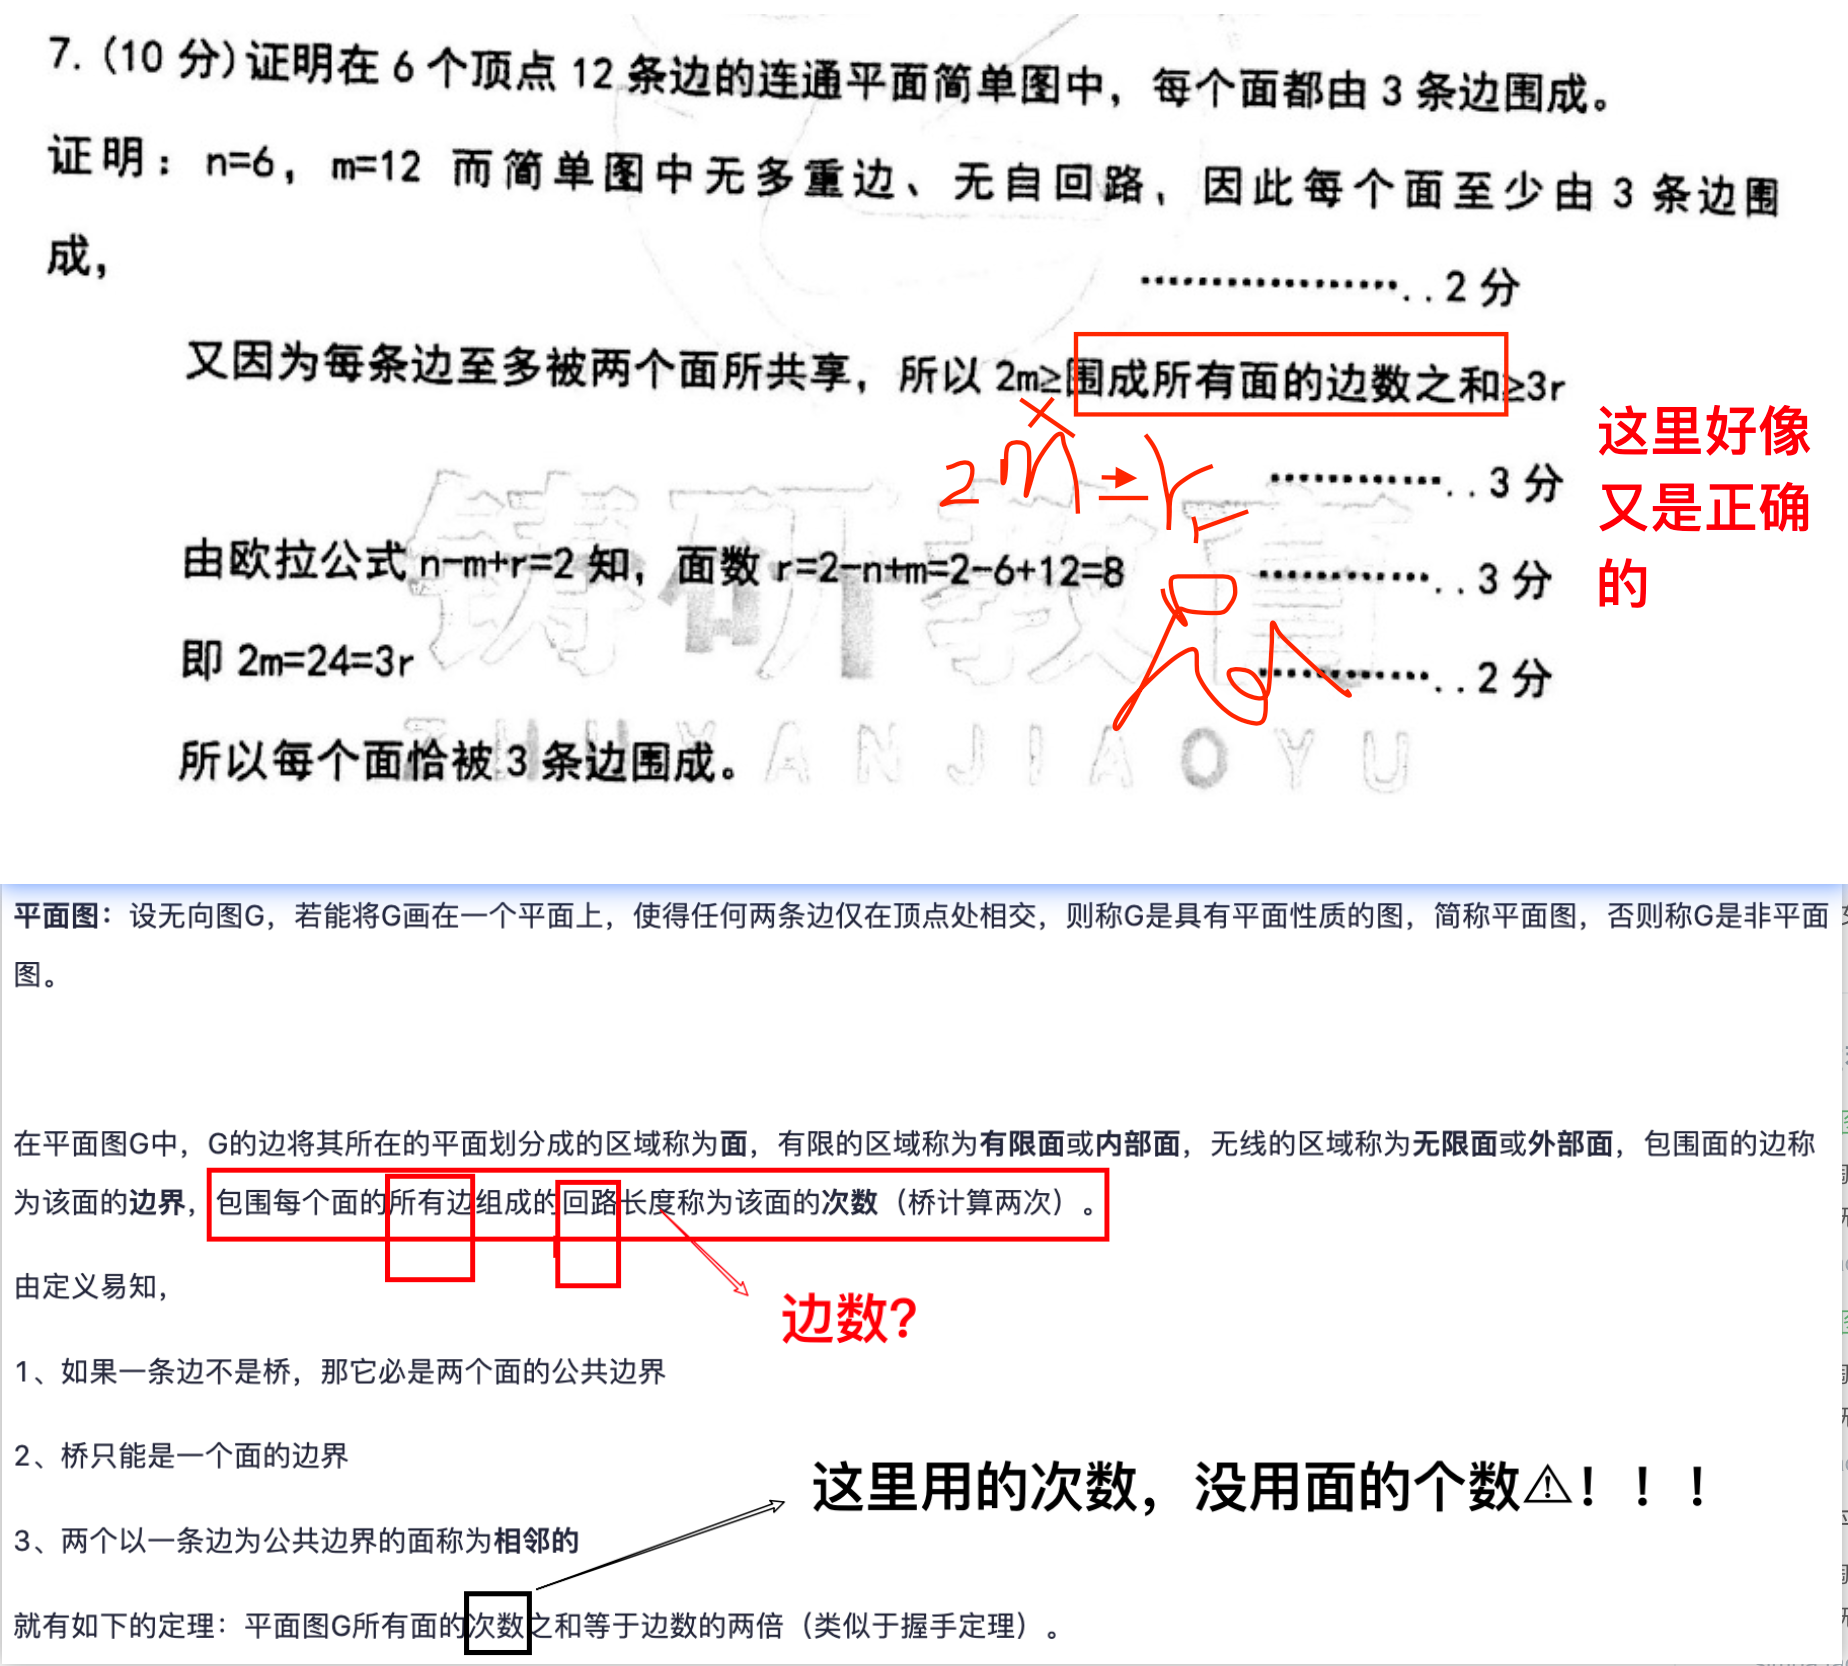 7. (10 分) 证明在 6 个顶点 12 条边的连通平面简单图中，每个面都由 3 条边围成。
证明：n=6，m=12 而简单图中无多重边、无自回路，因此每个面至少由 3 条边围
成，
..................2 分
又因为每条边至多被两个面所共享，所以 2m≥围成所有面的边数之和≥3r
这里好像
又是正确
的
2m
............3 分
由欧拉公式 n-m+r=2 知，面数 r=2-n+m=2-6+12=8
............3 分
即 2m=24=3r
............2 分
所以每个面恰被 3 条边围成。
铸研教育
ZHUYANJIAOYU
平面图：设无向图G，若能将G画在一个平面上，使得任何两条边仅在顶点处相交，则称G是具有平面性质的图，简称平面图，否则称G是非平面
图。
在平面图G中，G的边将其所在的平面划分成的区域称为面，有限的区域称为有限面或内部面，无线的区域称为无限面或外部面，包围面的边称
为该面的边界，包围每个面的所有边组成的回路长度称为该面的次数（桥计算两次）。
由定义易知，
边数?
1、如果一条边不是桥，那它必是两个面的公共边界
2、桥只能是一个面的边界
这里用的次数，没用面的个数⚠！！！
3、两个以一条边为公共边界的面称为相邻的
就有如下的定理：平面图G所有面的次数之和等于边数的两倍（类似于握手定理）。